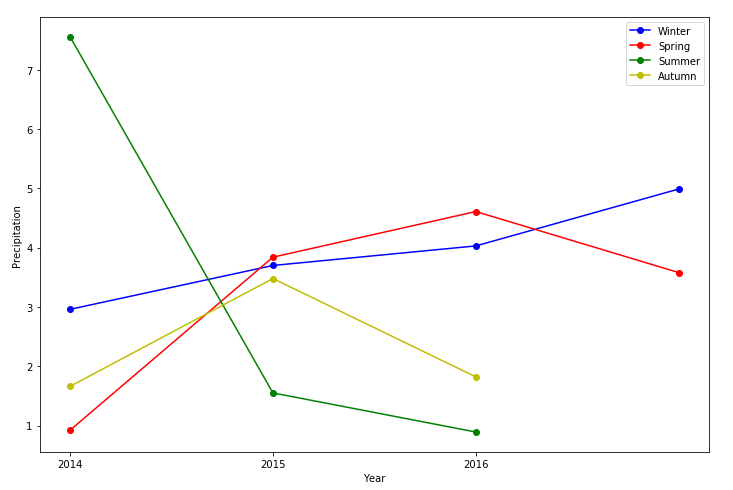 Winter
Spring
Summer
Autumn
7
6
5
4
3
2
1
Precipitation
2014 2015 2016
Year